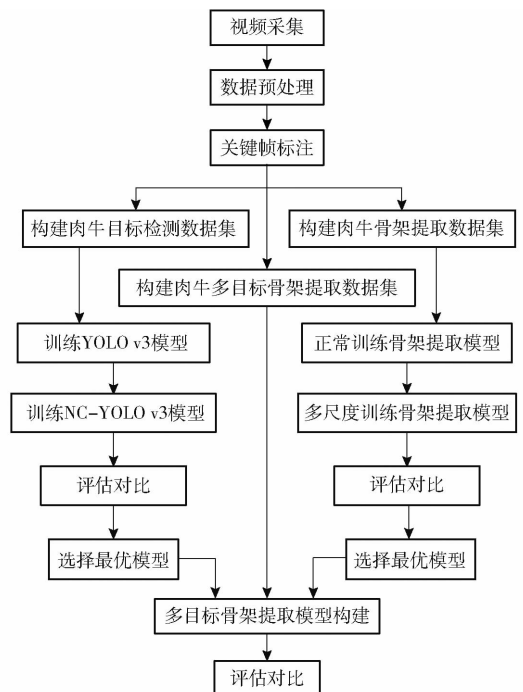 视频采集
数据预处理
关键帧标注
构建肉牛目标检测数据集
构建肉牛骨架提取数据集
构建肉牛多目标骨架提取数据集
训练YOLO v3模型
正常训练骨架提取模型
训练NC-YOLO v3模型
多尺度训练骨架提取模型
评估对比
评估对比
选择最优模型
选择最优模型
多目标骨架提取模型构建
评估对比